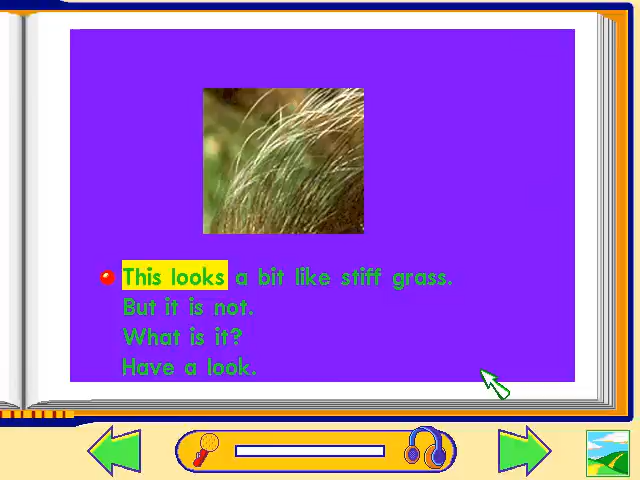 This looks a bit like stiff grass.
But it is not.
What is it?
Have a look.